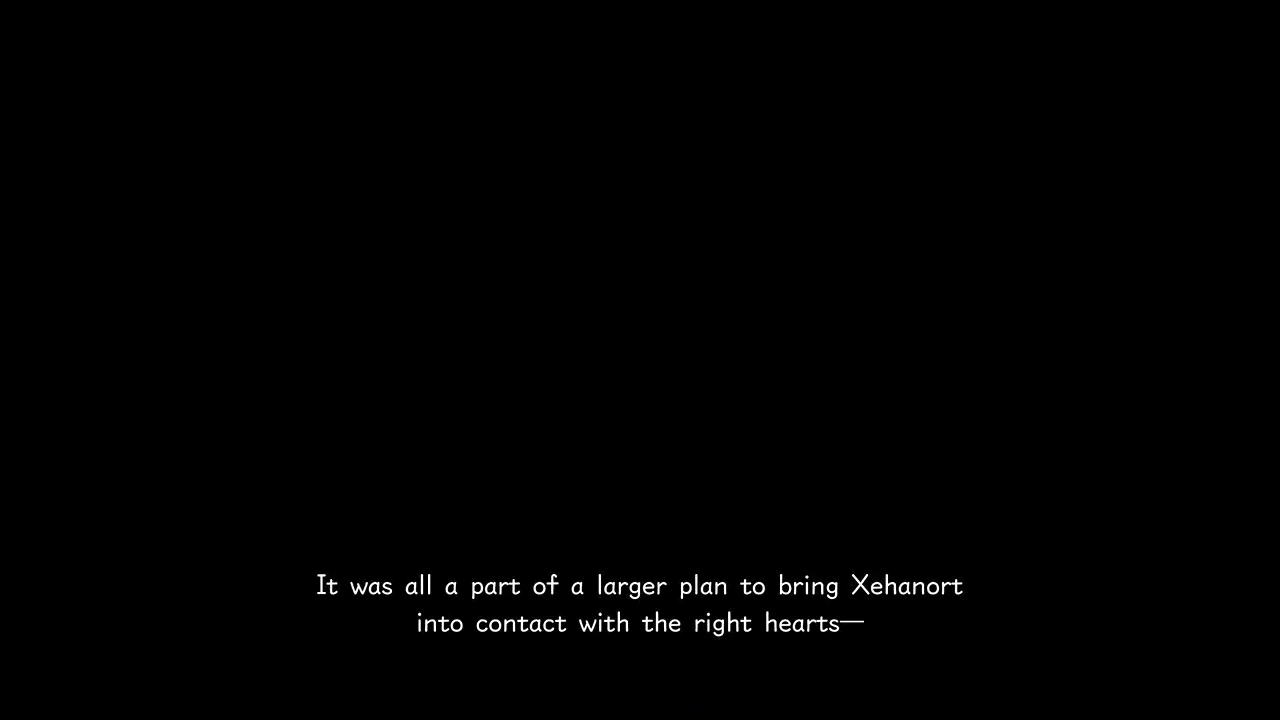 It was all a part of a larger plan to bring Xehanort
into contact with the right hearts—